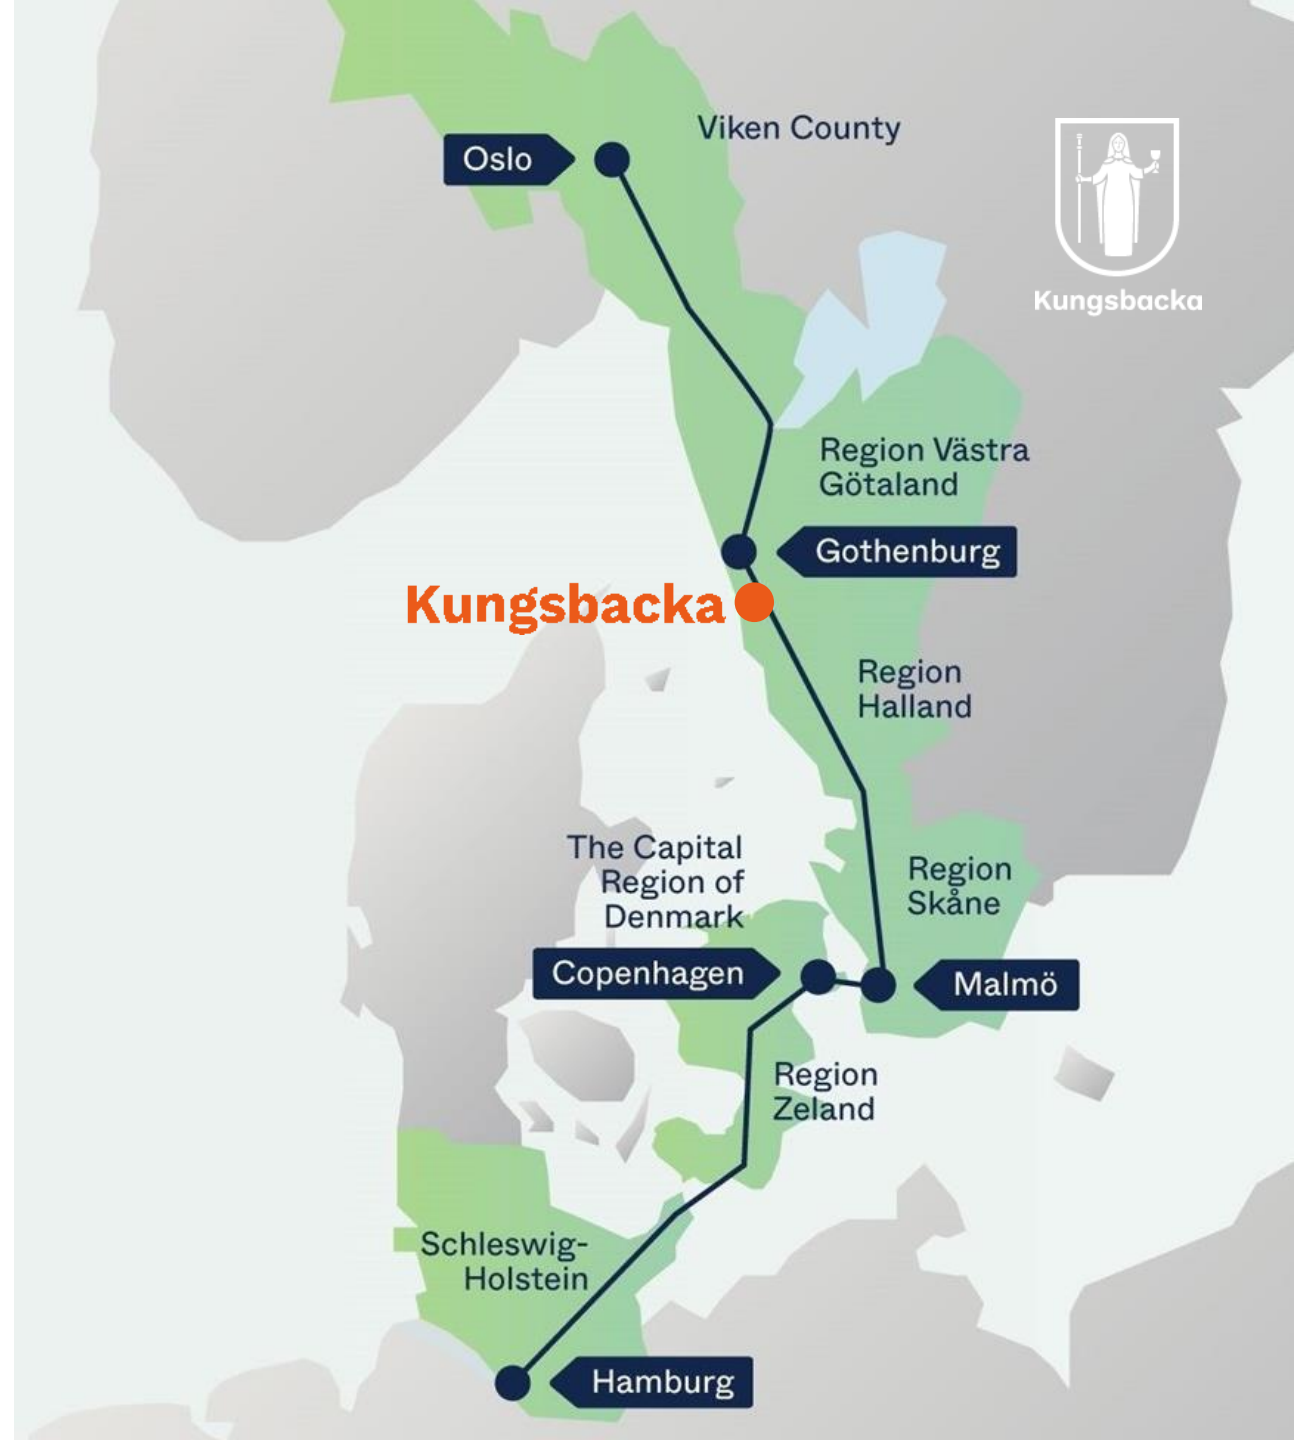 Viken County
Oslo
Kungsbacka
Region Västra
Götaland
Gothenburg
Kungsbacka
Region
Halland
The Capital
Region of
Denmark
Region
Skåne
Copenhagen
Malmö
Region
Zeland
Schleswig-
Holstein
Hamburg